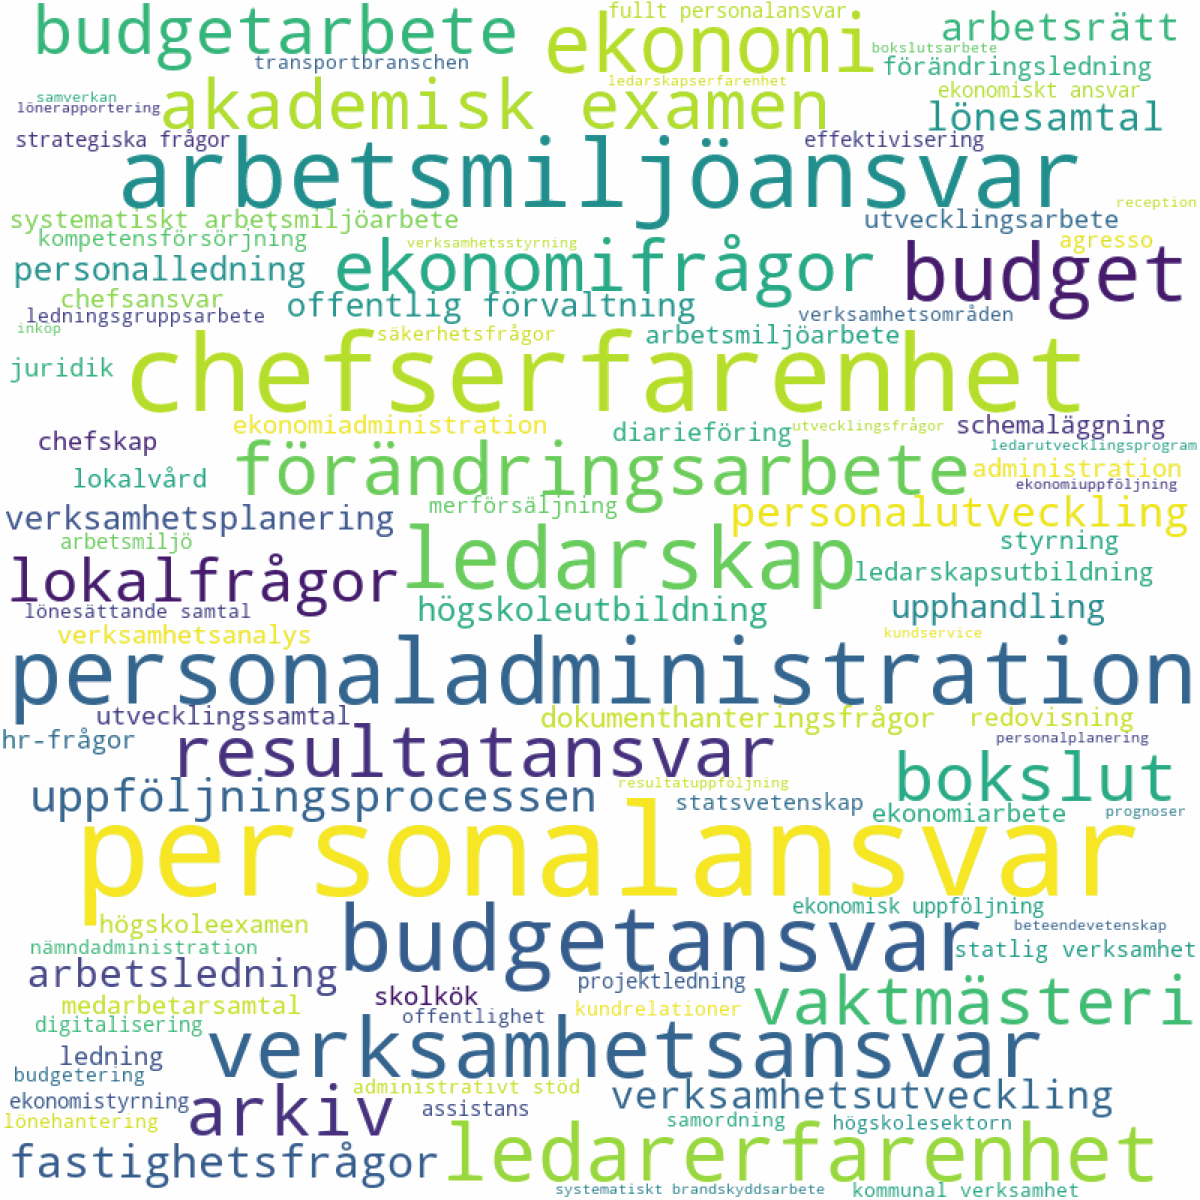 fullt personalansvar
budgetarbete
ekonomi
arbetsrätt
bokslutsarbete
transportbranschen
förändringsledning
ledarskapserfarenhet
ekonomiskt ansvar
samverkan
lönerapportering
akademisk examen
lönesamtal
strategiska frågor
effektivisering
arbetsmiljöansvar
reception
systematiskt arbetsmiljöarbete
utvecklingsarbete
kompetensförsörjning
verksamhetsstyrning
agresso
personalledning
ekonomifrågor
budget
chefsansvar
offentlig förvaltning
ledningsgruppsarbete
verksamhetsområden
inköp
säkerhetsfrågor
arbetsmiljöarbete
juridik
chefserfarenhet
ekonomiadministration
utvecklingsfrågor
schemaläggning
chefskap
diarieföring
ledarutvecklingsprogram
förändringsarbete
administration
lokalvård
ekonomiuppföljning
merförsäljning
verksamhetsplanering
personalutveckling
arbetsmiljö
styrning
ledarskap
lokalfrågor
ledarskapsutbildning
lönesättande samtal
högskoleutbildning
upphandling
verksamhetsanalys
kundservice
personaladministration
utvecklingssamtal
dokumenthanteringsfrågor
redovisning
hr-frågor
personalplanering
resultatansvar
bokslut
resultatuppföljning
uppföljningsprocessen
statsvetenskap
ekonomiarbete
prognoser
personalansvar
ekonomisk uppföljning
högskoleexamen
beteendevetenskap
budgetansvar
nämndadministration
statlig verksamhet
arbetsledning
projektledning
skolkök
medarbetarsamtal
kundrelationer
vaktmästeri
offentlighet
digitalisering
verksamhetsansvar
ledning
budgetering
administrativt stöd
ekonomistyrning
arkiv
verksamhetsutveckling
assistans
lönehantering
samordning
högskolesektorn
fastighetsfrågor
ledarerfarenhet
systematiskt brandskyddsarbete
kommunal verksamhet